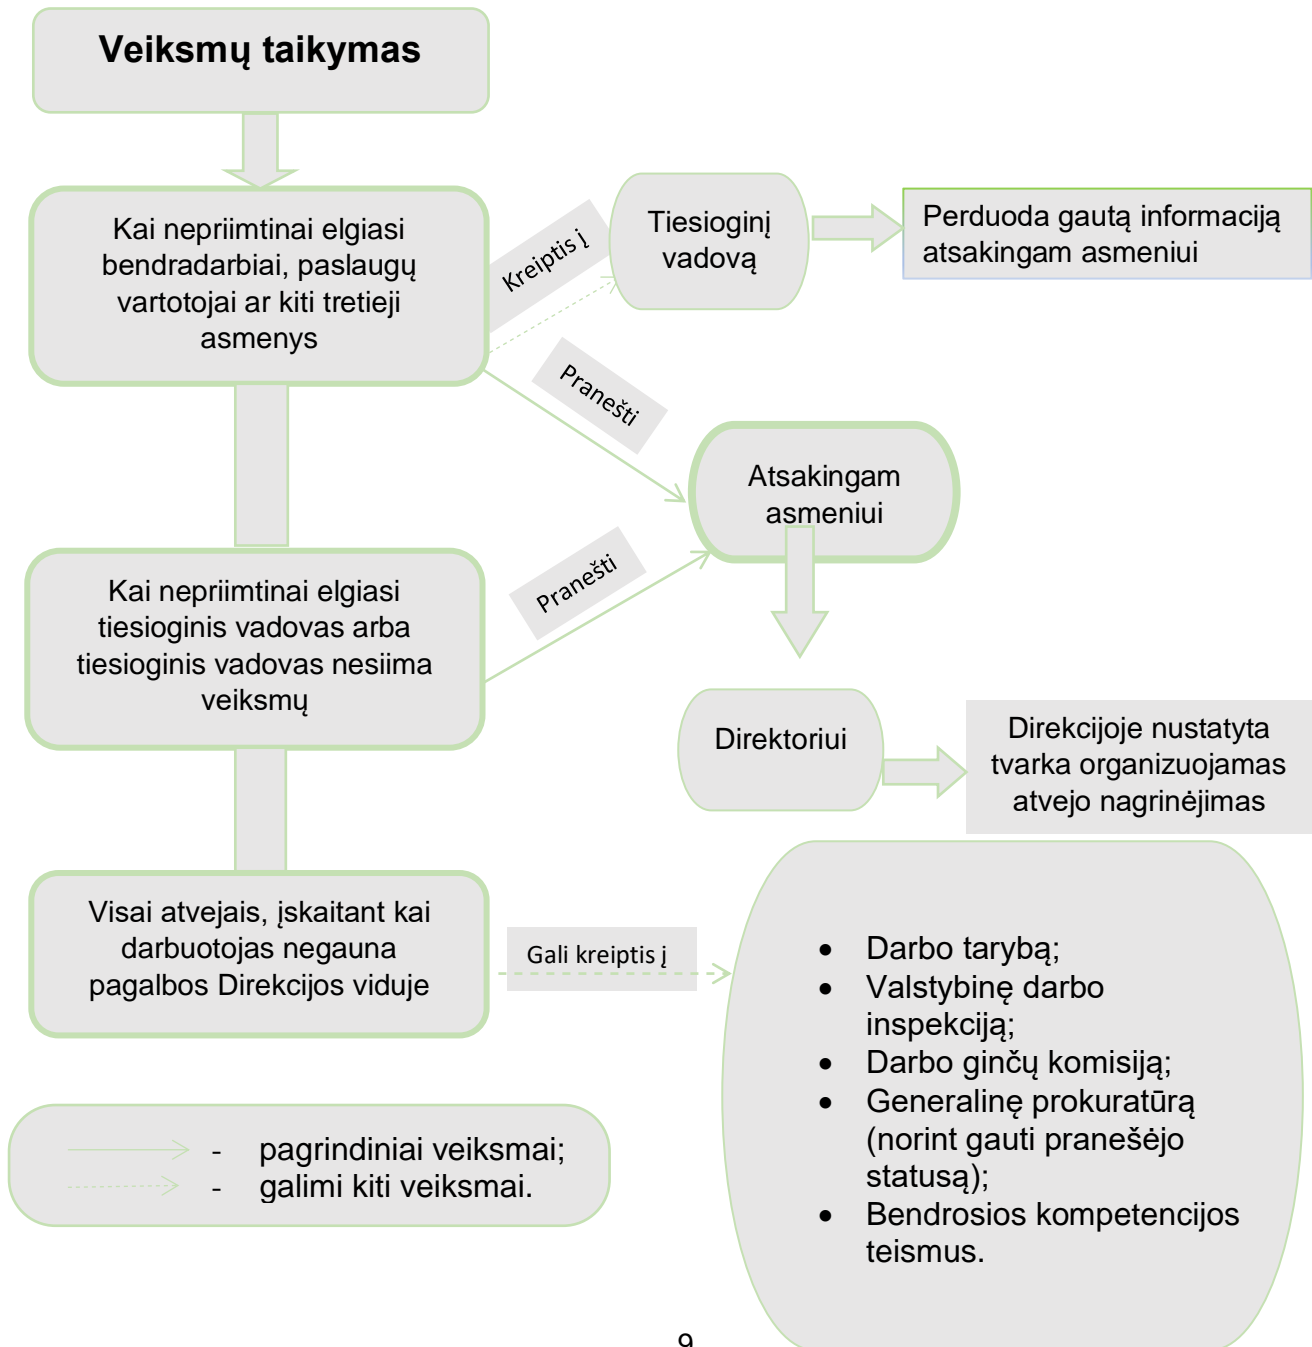 Veiksmų taikymas
Kai nepriimtinai elgiasi
bendradarbiai, paslaugų
vartotojai ar kiti tretieji
asmenys
Kreiptis į
Tiesioginį
vadovą
Perduoda gautą informaciją
atsakingam asmeniui
Pranešti
Atsakingam
asmeniui
Kai nepriimtinai elgiasi
tiesioginis vadovas arba
tiesioginis vadovas nesiima
veiksmų
Pranešti
Direktoriui
Direkcijoje nustatyta
tvarka organizuojamas
atvejo nagrinėjimas
Visai atvejais, įskaitant kai
darbuotojas negauna
pagalbos Direkcijos viduje
Gali kreiptis į
• Darbo tarybą;
• Valstybinę darbo
inspekciją;
• Darbo ginčų komisiją;
• Generalinę prokuratūrą
(norint gauti pranešėjo
statusą);
• Bendrosios kompetencijos
teismus.
- pagrindiniai veiksmai;
- galimi kiti veiksmai.
9